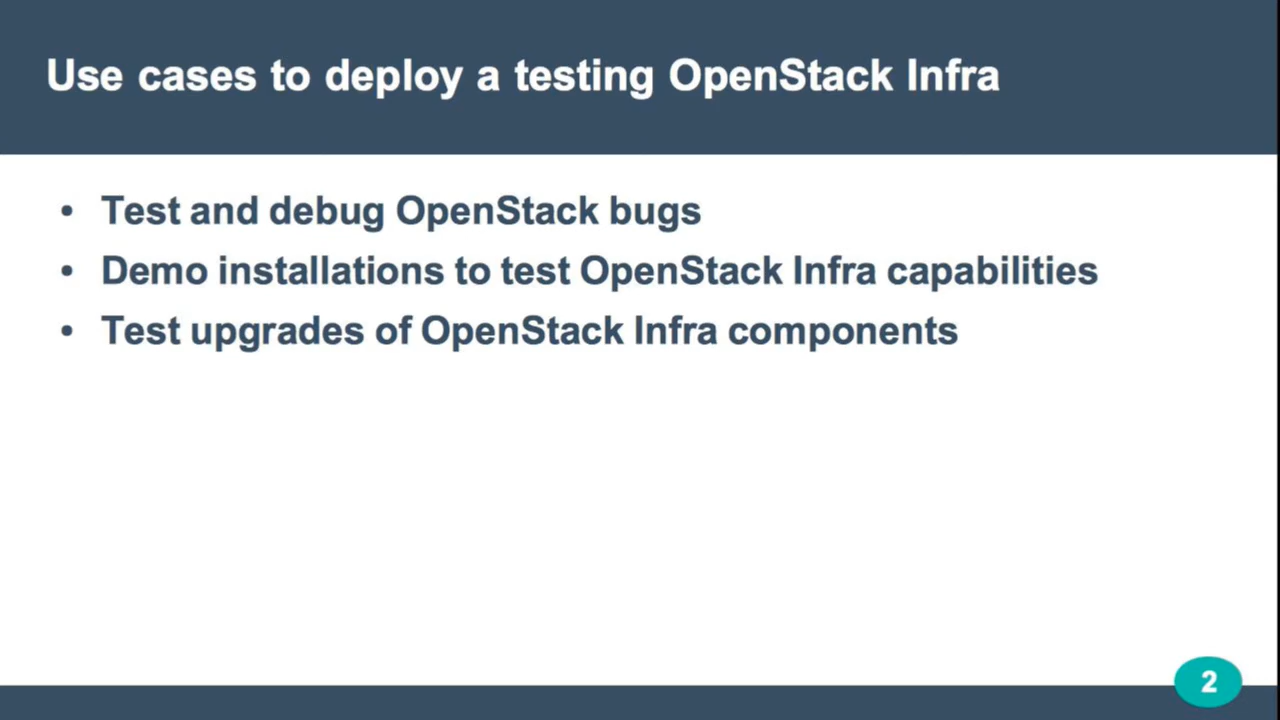 Use cases to deploy a testing OpenStack Infra
• Test and debug OpenStack bugs
• Demo installations to test OpenStack Infra capabilities
• Test upgrades of OpenStack Infra components
2